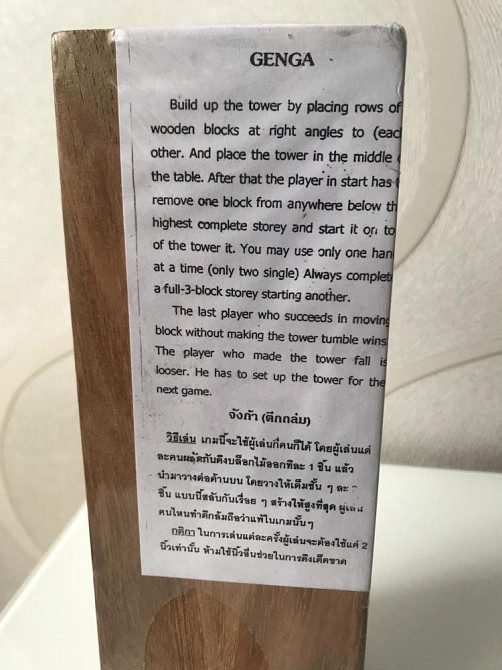 GENGA
Build up the tower by placing rows of
wooden blocks at right angles to (each
other. And place the tower in the middle
the table. After that the player in start has
remove one block from anywhere below th
highest complete storey and start it on to
of the tower it. You may use only one han
at a time (only two single) Always complet
a full-3-block storey starting another.
The last player who succeeds in moving
block without making the tower tumble wins
The player who made the tower fall is
looser. He has to set up the tower for the
next game.
จังก้า (ตึกถล่ม)
วิธีเล่น เกมนี้จะใช้ผู้เล่นกี่คนก็ได้ โดยผู้เล่นแต่
ละคนผลัดกันดึงบล็อกไม้ออกทีละ 1 ชิ้น แล้ว
นำมาวางต่อด้านบน โดยวางให้เต็มชั้น ๆ ละ
ชิ้น แบบนี้สลับกันเรื่อย ๆ สร้างให้สูงที่สุด ผู้เล่น
คนไหนทำตึกล้มถือว่าแพ้ในเกมนั้นๆ
กติกา ในการเล่นแต่ละครั้งผู้เล่นจะต้องใช้แค่ 2
นิ้วเท่านั้น ห้ามใช้นิ้วอื่นช่วยในการดึงเด็ดขาด